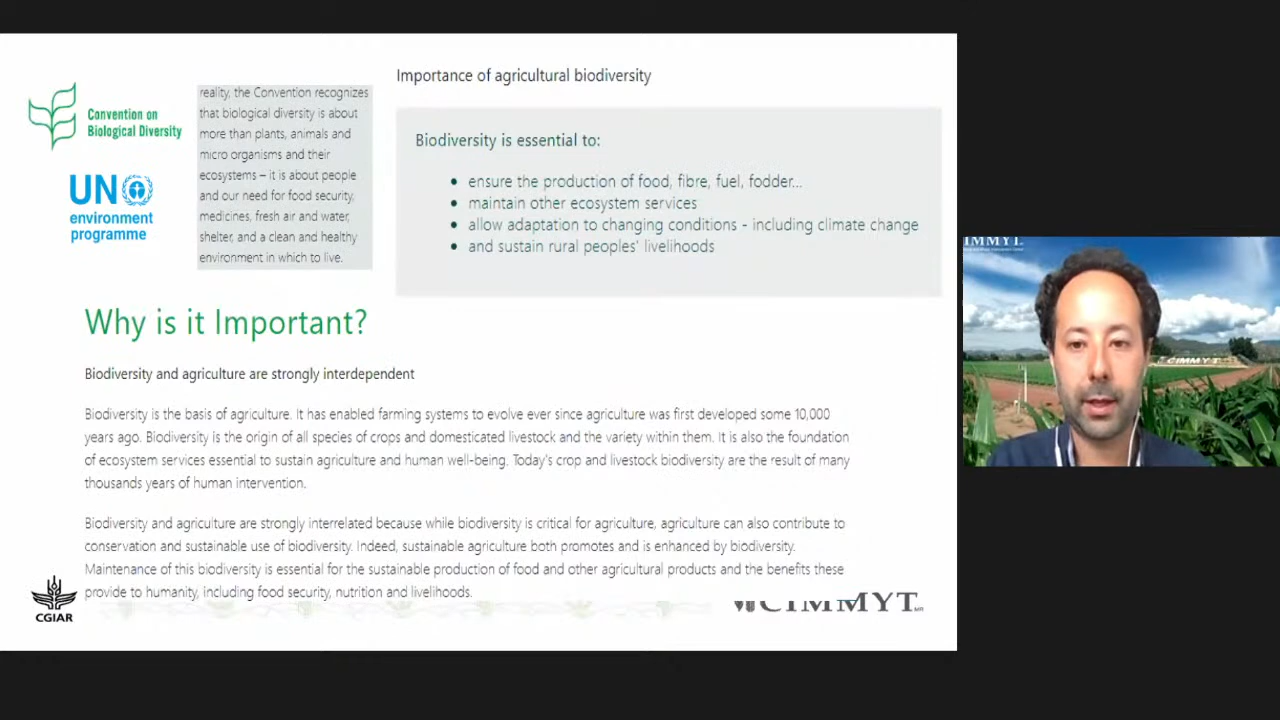 Importance of agricultural biodiversity
Convention on
Biological Diversity
UN
environment
programme
reality, the Convention recognizes
that biological diversity is about
more than plants, animals and
micro organisms and their
ecosystems – it is about people
and our need for food security,
medicines, fresh air and water,
shelter, and a clean and healthy
environment in which to live.
Biodiversity is essential to:
• ensure the production of food, fibre, fuel, fodder...
• maintain other ecosystem services
• allow adaptation to changing conditions - including climate change
• and sustain rural peoples' livelihoods
Why is it Important?
Biodiversity and agriculture are strongly interdependent
Biodiversity is the basis of agriculture. It has enabled farming systems to evolve ever since agriculture was first developed some 10,000
years ago. Biodiversity is the origin of all species of crops and domesticated livestock and the variety within them. It is also the foundation
of ecosystem services essential to sustain agriculture and human well-being. Today's crop and livestock biodiversity are the result of many
thousands years of human intervention.
Biodiversity and agriculture are strongly interrelated because while biodiversity is critical for agriculture, agriculture can also contribute to
conservation and sustainable use of biodiversity. Indeed, sustainable agriculture both promotes and is enhanced by biodiversity.
Maintenance of this biodiversity is essential for the sustainable production of food and other agricultural products and the benefits these
provide to humanity, including food security, nutrition and livelihoods.
CGIAR
CIMMYT
CIMMYT
CIMMYT